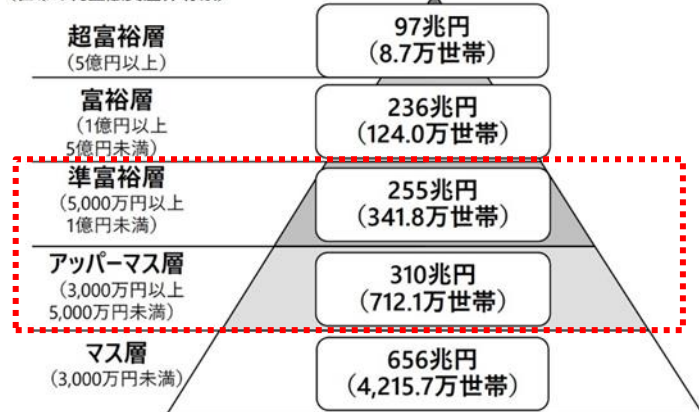 超富裕層
(5億円以上)
97兆円
(8.7万世帯)
富裕層
(1億円以上
5億円未満)
236兆円
(124.0万世帯)
準富裕層
(5,000万円以上
1億円未満)
255兆円
(341.8万世帯)
アッパーマス層
(3,000万円以上
5,000万円未満)
310兆円
(712.1万世帯)
マス層
(3,000万円未満)
656兆円
(4,215.7万世帯)